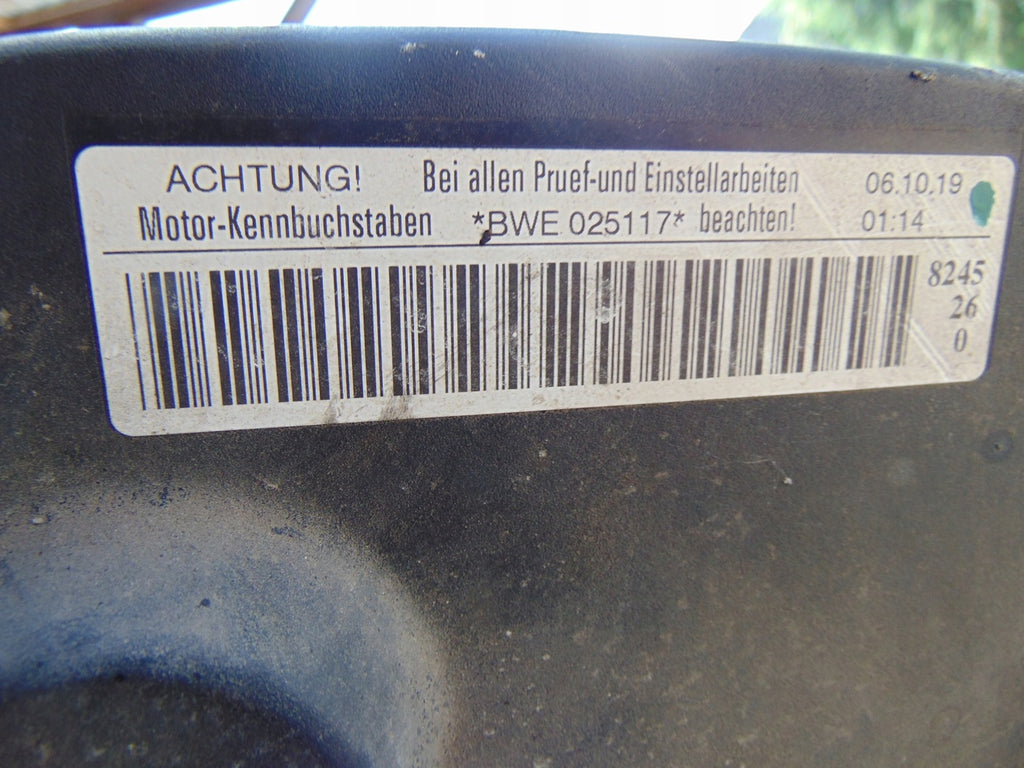 ACHTUNG! Bei allen Pruef-und Einstellarbeiten 06.10.19
Motor-Kennbuchstaben *BWE 025117* beachten! 01:14
8245
26
0